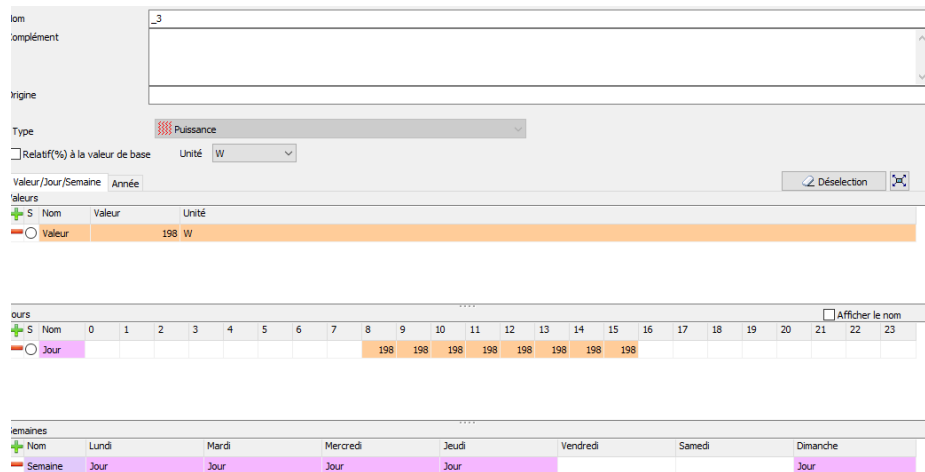 Nom _3
Complément
Origine
Type Puissance
Relatif(%) à la valeur de base Unité W
Valeur/Jour/Semaine Année Déselection
Valeurs
S Nom Valeur Unité
Valeur 198 W
Jours Afficher le nom
S Nom 0 1 2 3 4 5 6 7 8 9 10 11 12 13 14 15 16 17 18 19 20 21 22 23
Jour 198 198 198 198 198 198 198 198
Semaines
Nom Lundi Mardi Mercredi Jeudi Vendredi Samedi Dimanche
Semaine Jour Jour Jour Jour Jour